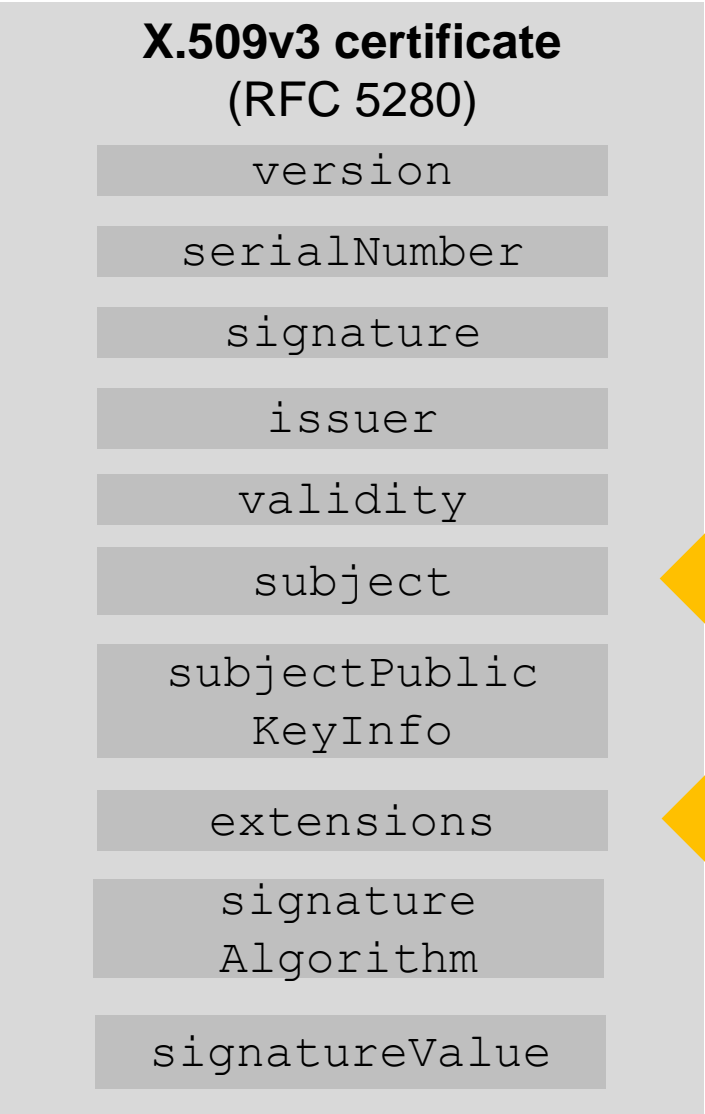 X.509v3 certificate
(RFC 5280)
version
serialNumber
signature
issuer
validity
subject
subjectPublic
KeyInfo
extensions
signature
Algorithm
signatureValue